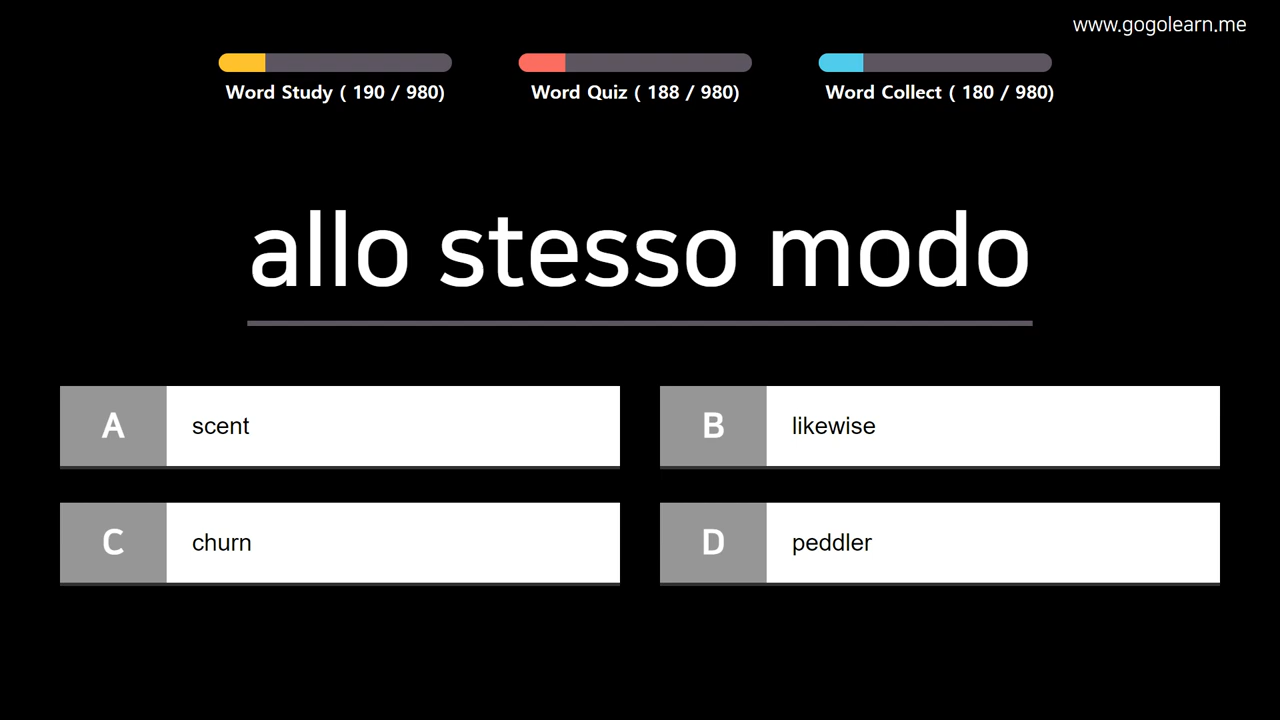 www.gogolearn.me
Word Study ( 190 / 980)
Word Quiz ( 188 / 980)
Word Collect ( 180 / 980)
allo stesso modo
A scent
B likewise
C churn
D peddler